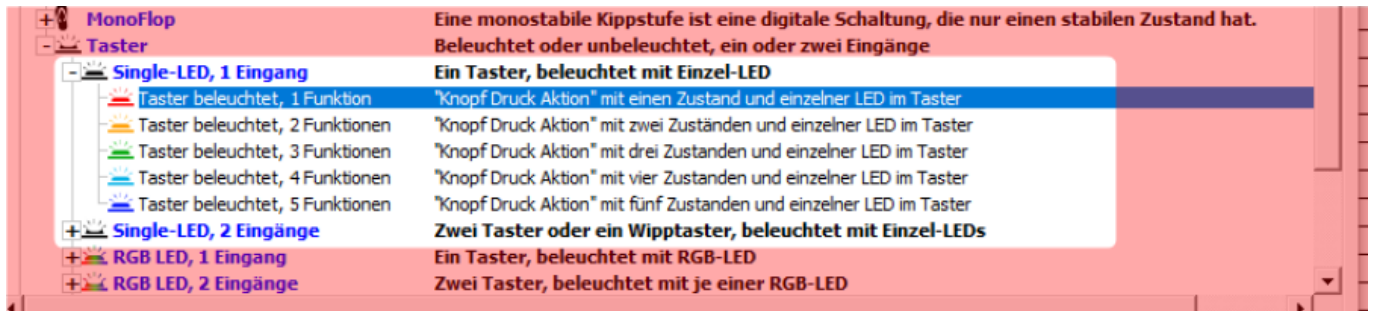 MonoFlop Eine monostabile Kippstufe ist eine digitale Schaltung, die nur einen stabilen Zustand hat.
Taster Beleuchtet oder unbeleuchtet, ein oder zwei Eingänge
Single-LED, 1 Eingang Ein Taster, beleuchtet mit Einzel-LED
Taster beleuchtet, 1 Funktion "Knopf Druck Aktion" mit einen Zustand und einzelner LED im Taster
Taster beleuchtet, 2 Funktionen "Knopf Druck Aktion" mit zwei Zuständen und einzelner LED im Taster
Taster beleuchtet, 3 Funktionen "Knopf Druck Aktion" mit drei Zustanden und einzelner LED im Taster
Taster beleuchtet, 4 Funktionen "Knopf Druck Aktion" mit vier Zustanden und einzelner LED im Taster
Taster beleuchtet, 5 Funktionen "Knopf Druck Aktion" mit fünf Zustanden und einzelner LED im Taster
Single-LED, 2 Eingänge Zwei Taster oder ein Wipptaster, beleuchtet mit Einzel-LEDs
RGB LED, 1 Eingang Ein Taster, beleuchtet mit RGB-LED
RGB LED, 2 Eingänge Zwei Taster, beleuchtet mit je einer RGB-LED